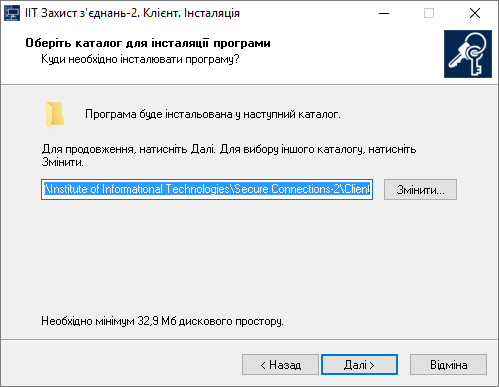 ІІТ Захист з'єднань-2. Клієнт. Інсталяція
Оберіть каталог для інсталяції програми
Куди необхідно інсталювати програму?
Програма буде інстальована у наступний каталог.
Для продовження, натисніть Далі. Для вибору іншого каталогу, натисніть
Змінити.
\Institute of Informational Technologies\Secure Connections-2\Client
Змінити...
Необхідно мінімум 32,9 Мб дискового простору.
< Назад
Далі >
Відміна